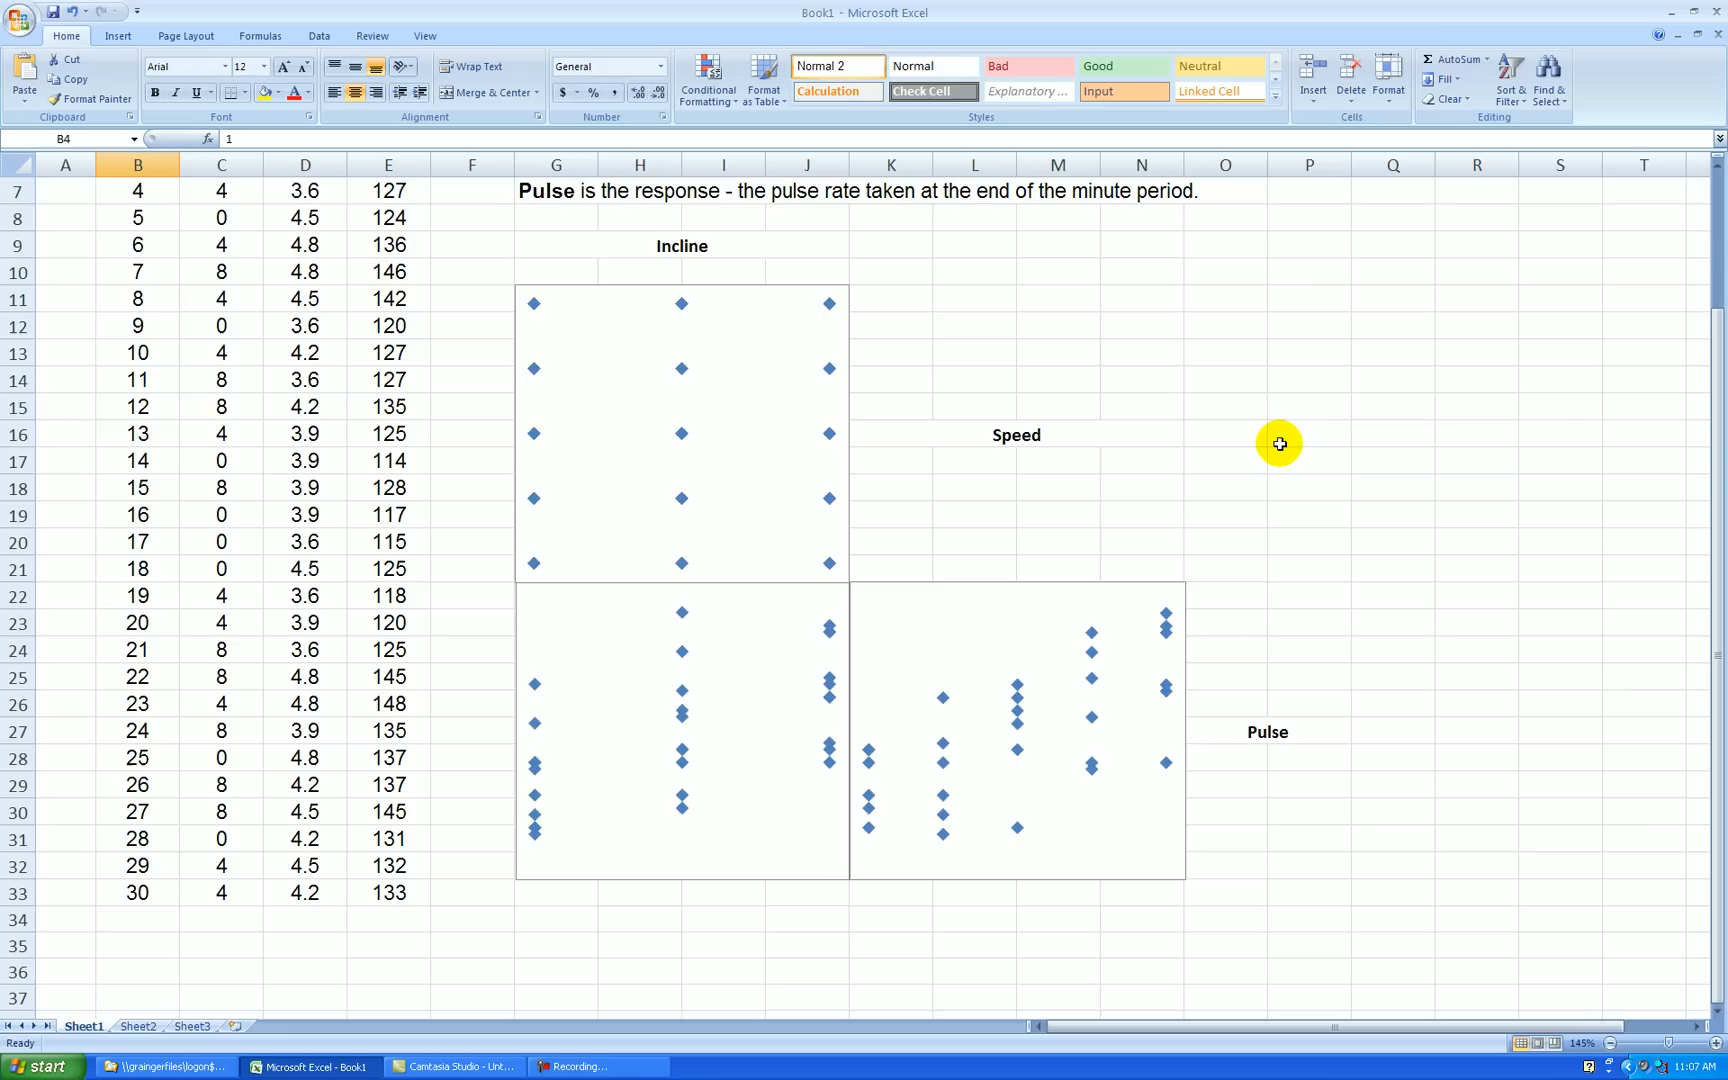 Book1 - Microsoft Excel
Home Insert Page Layout Formulas Data Review View
Paste Cut Copy Format Painter Clipboard
Arial 12 B I U Font
Wrap Text Merge & Center Alignment
General $ % , Number
Conditional Formatting Format as Table Normal 2 Normal Bad Good Neutral
Calculation Check Cell Explanatory ... Input Linked Cell Styles
Insert Delete Format Cells
AutoSum Fill Clear Sort & Filter Find & Select Editing
B4 fx 1
A B C D E F G H I J K L M N O P Q R S T
7 4 4 3.6 127 Pulse is the response - the pulse rate taken at the end of the minute period.
8 5 0 4.5 124
9 6 4 4.8 136 Incline
10 7 8 4.8 146
11 8 4 4.5 142
12 9 0 3.6 120
13 10 4 4.2 127
14 11 8 3.6 127
15 12 8 4.2 135
16 13 4 3.9 125 Speed
17 14 0 3.9 114
18 15 8 3.9 128
19 16 0 3.9 117
20 17 0 3.6 115
21 18 0 4.5 125
22 19 4 3.6 118
23 20 4 3.9 120
24 21 8 3.6 125
25 22 8 4.8 145
26 23 4 4.8 148
27 24 8 3.9 135 Pulse
28 25 0 4.8 137
29 26 8 4.2 137
30 27 8 4.5 145
31 28 0 4.2 131
32 29 4 4.5 132
33 30 4 4.2 133
34
35
36
37
Sheet1 Sheet2 Sheet3
Ready 145%
start \\graingerfiles\logon$... Microsoft Excel - Book1 Camtasia Studio - Unt... Recording... 11:07 AM